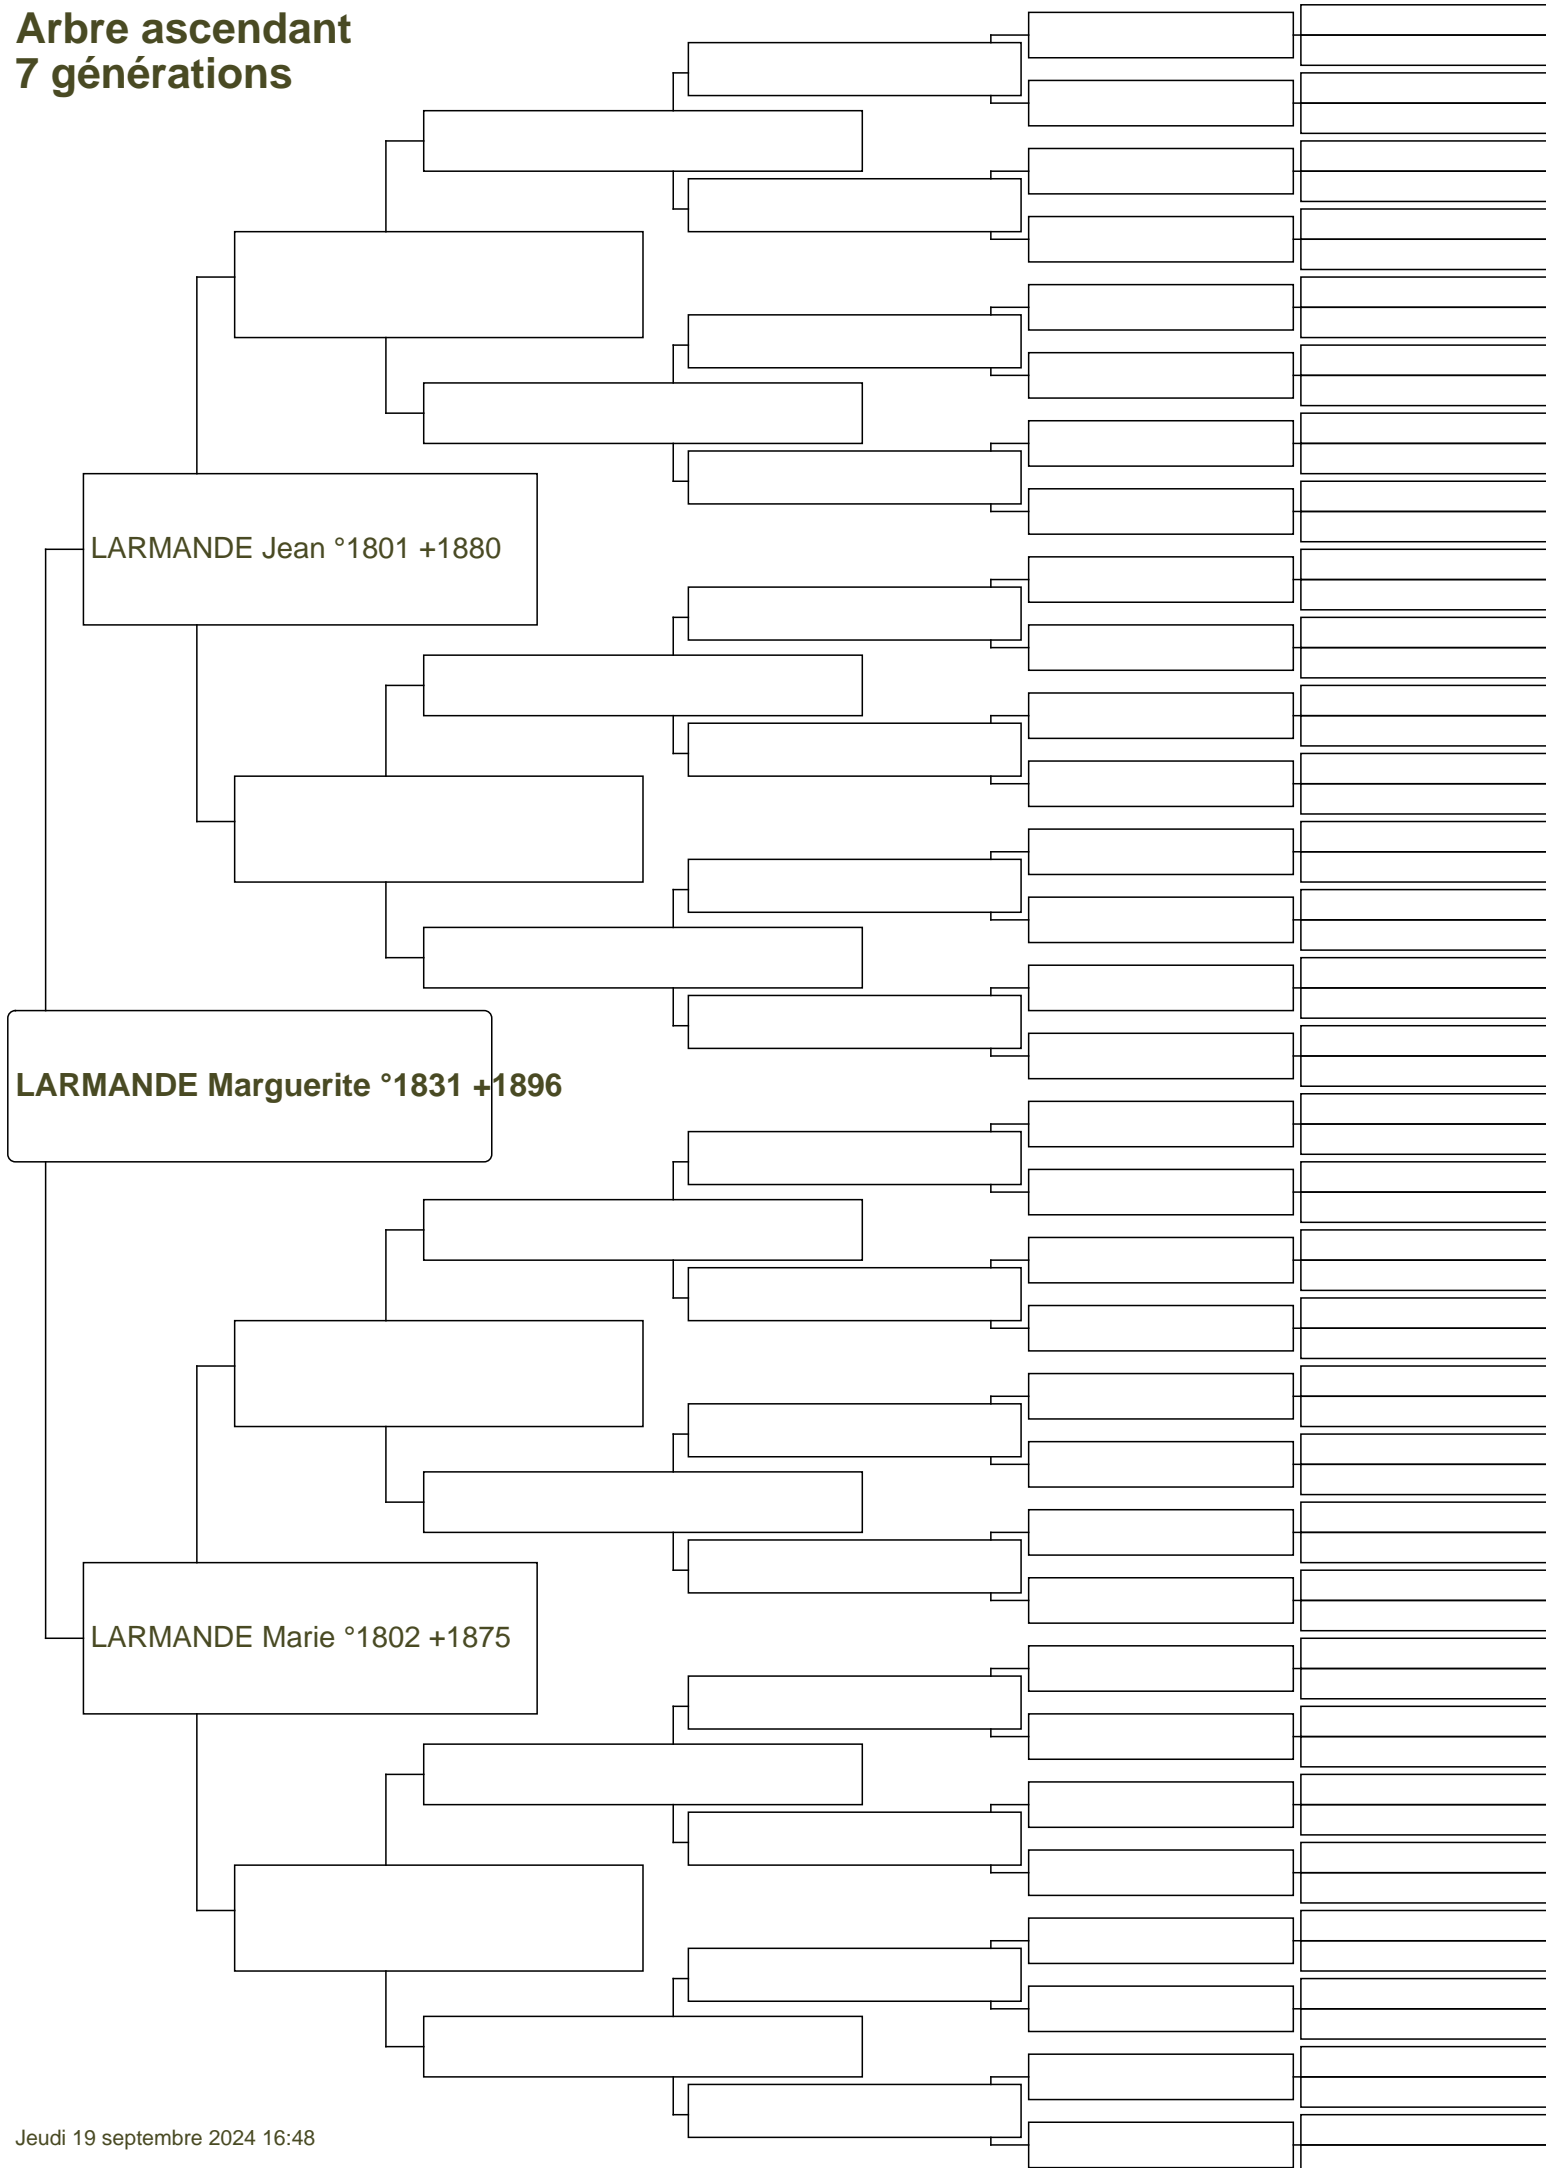 Arbre ascendant
7 générations
LARMANDE Jean °1801 +1880
LARMANDE Marguerite °1831 +1896
LARMANDE Marie °1802 +1875
Jeudi 19 septembre 2024 16:48